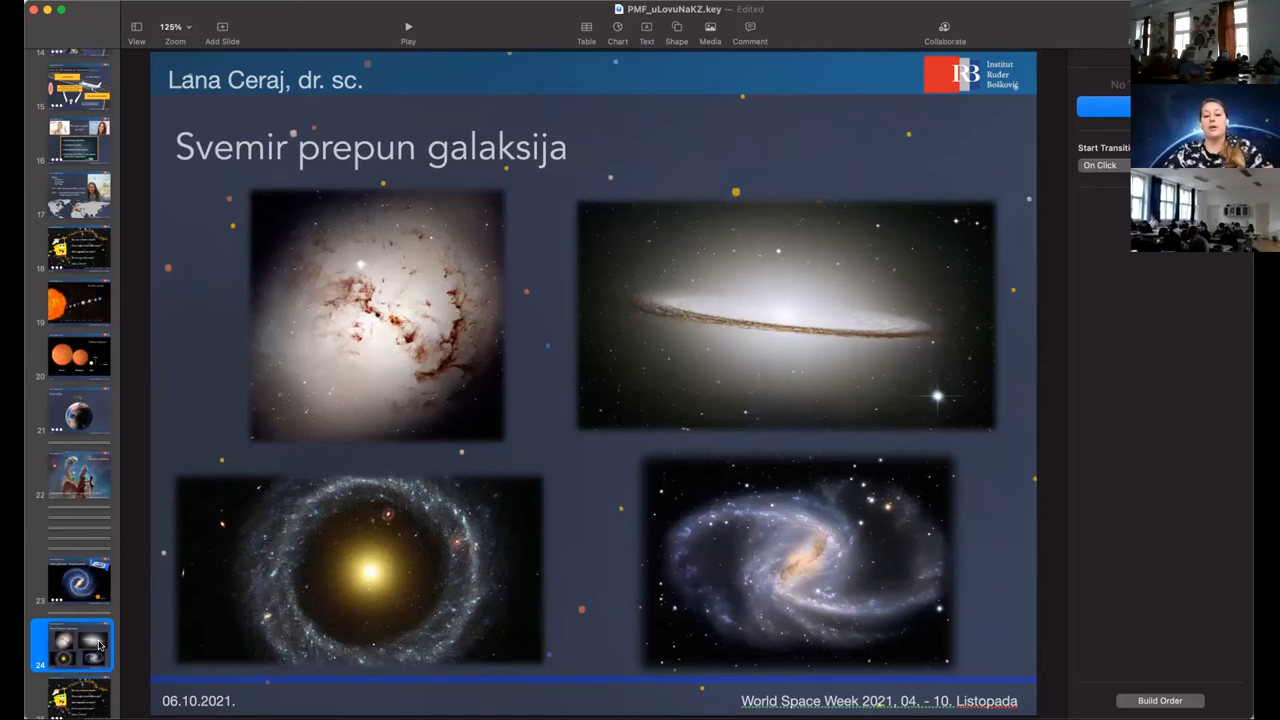 PMF_uLovuNaKZ.key — Edited
125%
View
Zoom
Add Slide
Play
Table
Chart
Text
Shape
Media
Comment
Collaborate
14
15
16
17
18
19
20
21
22
23
24
Lana Ceraj, dr. sc.
Institut
Ruđer
Bošković
Svemir prepun galaksija
06.10.2021.
World Space Week 2021, 04. - 10. Listopada
No
Start Transiti
On Click
Build Order